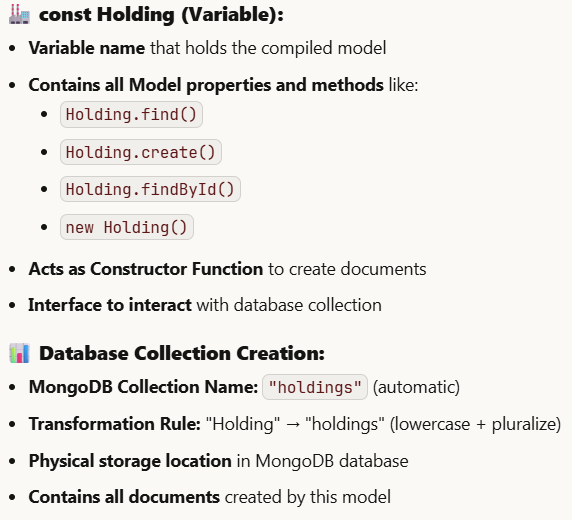 🏭 const Holding (Variable):
• Variable name that holds the compiled model
• Contains all Model properties and methods like:
• Holding.find()
• Holding.create()
• Holding.findById()
• new Holding()
• Acts as Constructor Function to create documents
• Interface to interact with database collection
📊 Database Collection Creation:
• MongoDB Collection Name: "holdings" (automatic)
• Transformation Rule: "Holding" → "holdings" (lowercase + pluralize)
• Physical storage location in MongoDB database
• Contains all documents created by this model